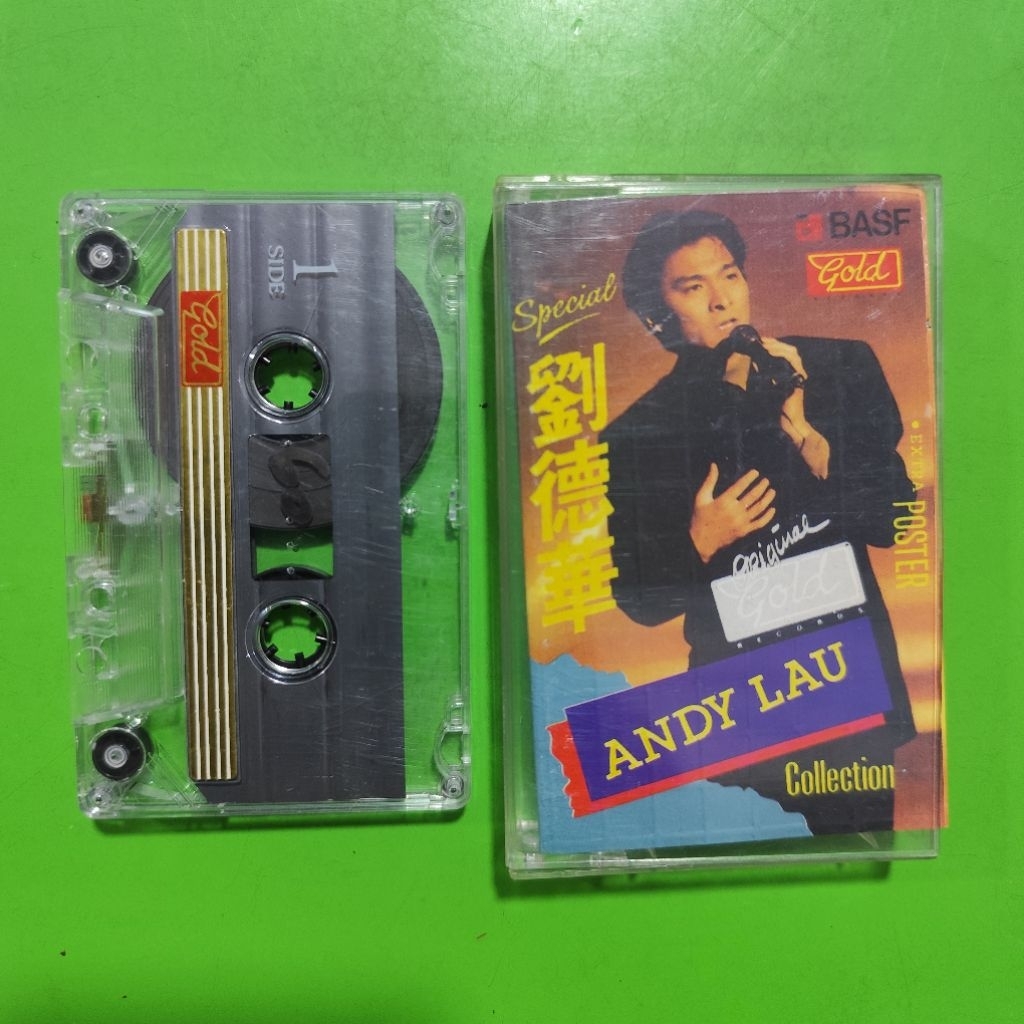 1
SIDE
Gold
BASF
Gold
Special
劉德華
• EXTRA POSTER
Original
Gold
RECORDS
ANDY LAU
Collection